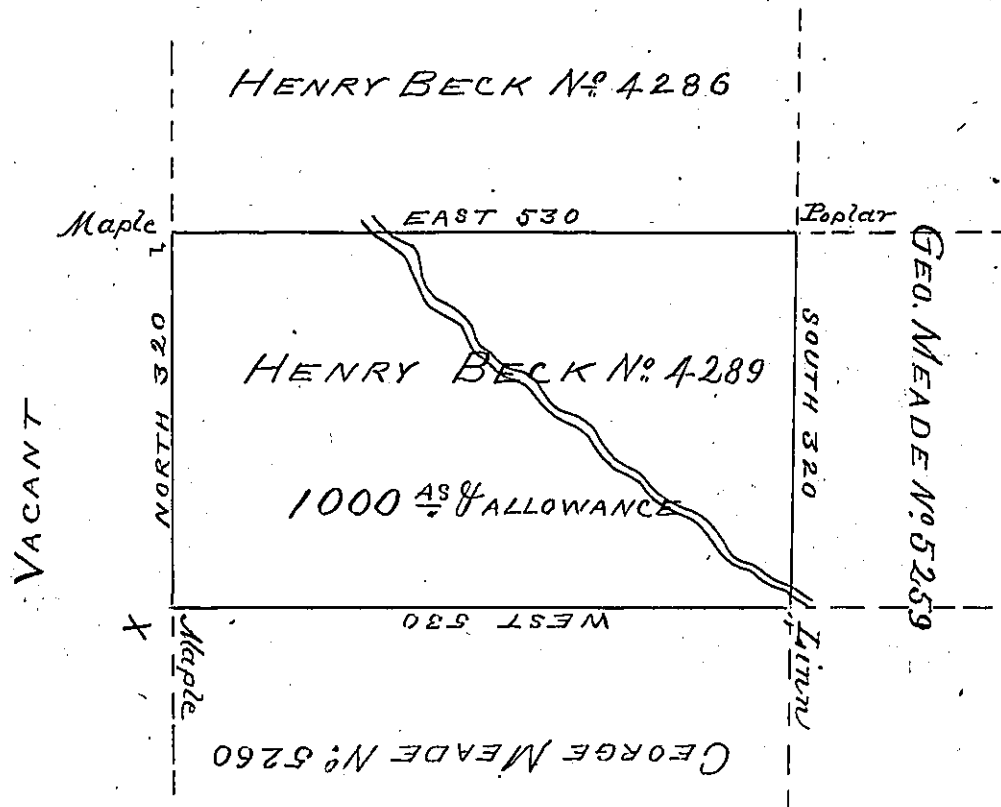 HENRY BECK No 4286
Maple
EAST 530
Poplar
NORTH 320
SOUTH 320
GEO. MEADE No 5259
HENRY BECK No 4289
VACANT
1000 AS & ALLOWANCE
X
Maple
WEST 530
Linn
GEORGE MEADE No 5260